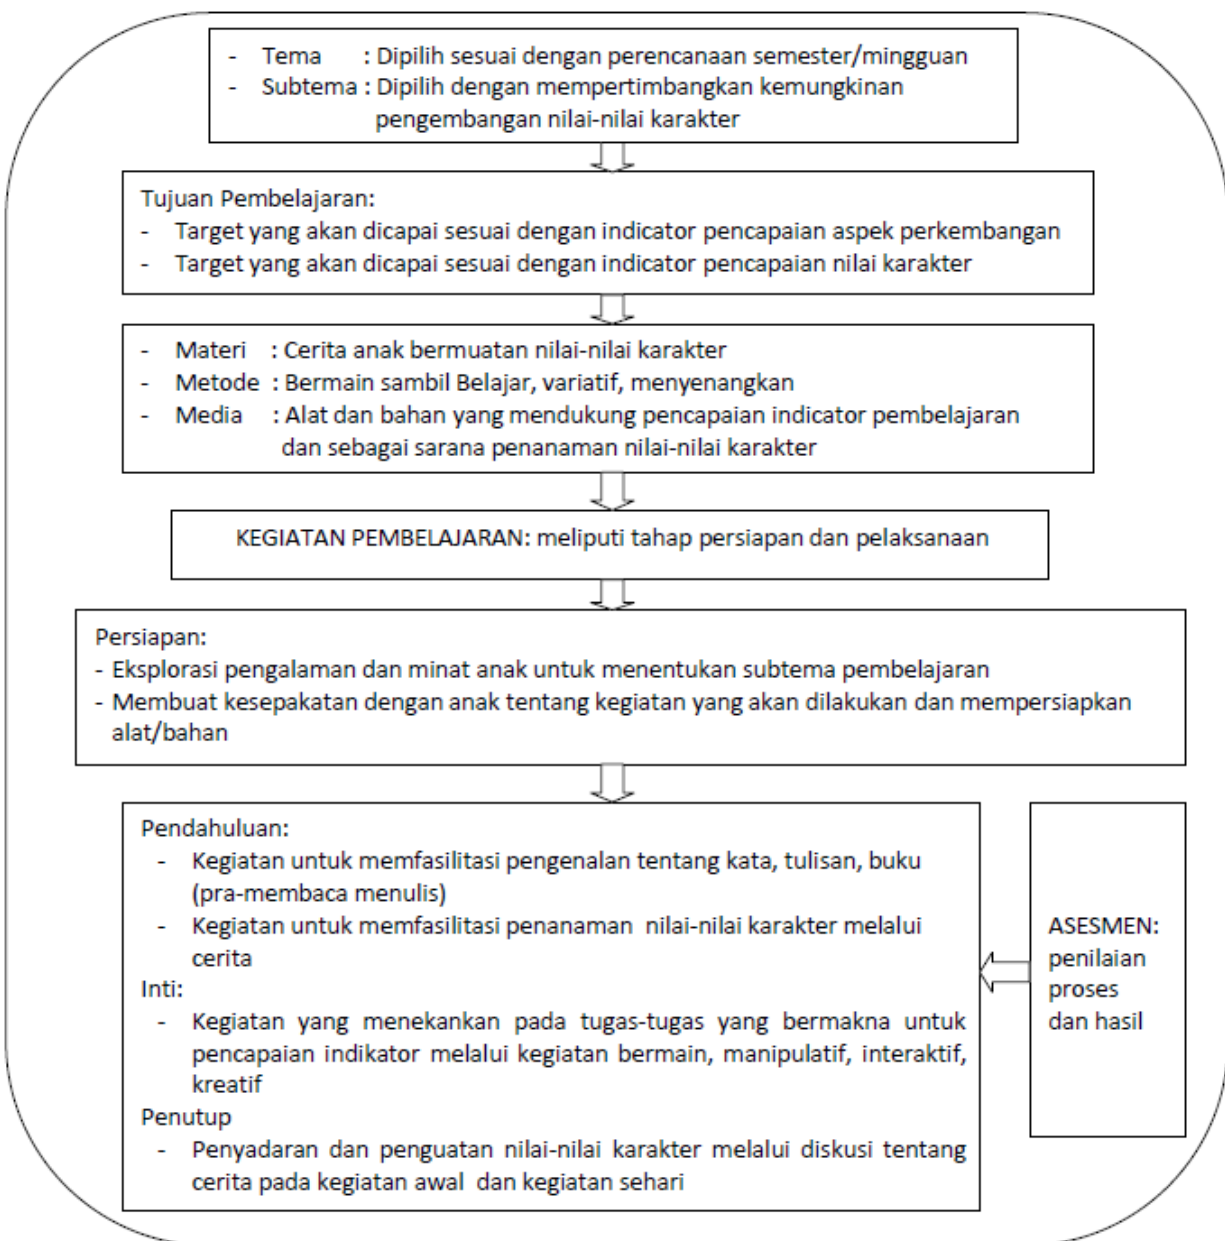 - Tema : Dipilih sesuai dengan perencanaan semester/mingguan
- Subtema : Dipilih dengan mempertimbangkan kemungkinan
pengembangan nilai-nilai karakter
Tujuan Pembelajaran:
- Target yang akan dicapai sesuai dengan indicator pencapaian aspek perkembangan
- Target yang akan dicapai sesuai dengan indicator pencapaian nilai karakter
- Materi : Cerita anak bermuatan nilai-nilai karakter
- Metode : Bermain sambil Belajar, variatif, menyenangkan
- Media : Alat dan bahan yang mendukung pencapaian indicator pembelajaran
dan sebagai sarana penanaman nilai-nilai karakter
KEGIATAN PEMBELAJARAN: meliputi tahap persiapan dan pelaksanaan
Persiapan:
- Eksplorasi pengalaman dan minat anak untuk menentukan subtema pembelajaran
- Membuat kesepakatan dengan anak tentang kegiatan yang akan dilakukan dan mempersiapkan
alat/bahan
Pendahuluan:
- Kegiatan untuk memfasilitasi pengenalan tentang kata, tulisan, buku
(pra-membaca menulis)
- Kegiatan untuk memfasilitasi penanaman nilai-nilai karakter melalui
cerita
Inti:
- Kegiatan yang menekankan pada tugas-tugas yang bermakna untuk
pencapaian indikator melalui kegiatan bermain, manipulatif, interaktif,
kreatif
Penutup
- Penyadaran dan penguatan nilai-nilai karakter melalui diskusi tentang
cerita pada kegiatan awal dan kegiatan sehari
ASESMEN:
penilaian
proses
dan hasil